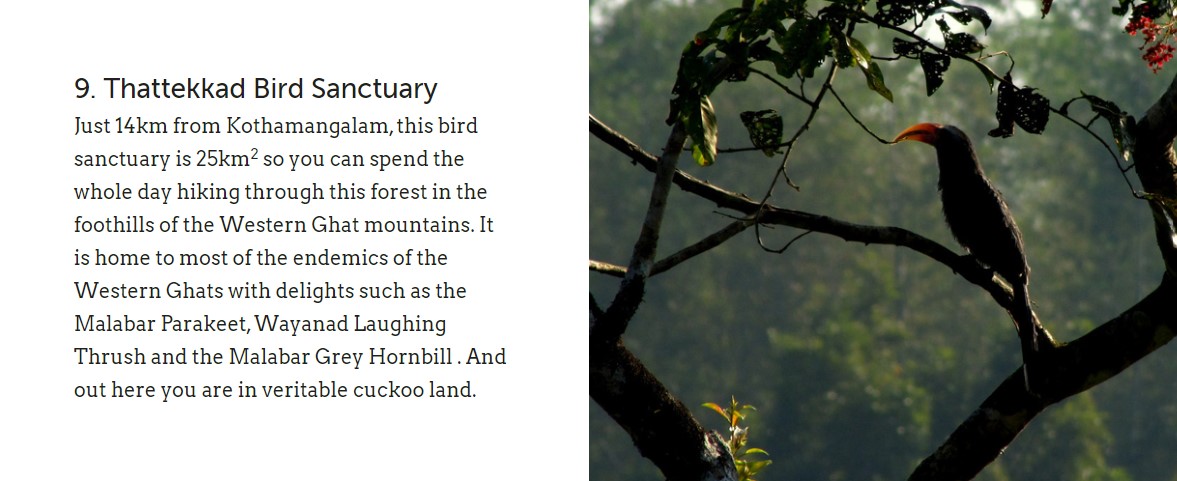 9. Thattekkad Bird Sanctuary
Just 14km from Kothamangalam, this bird
sanctuary is 25km² so you can spend the
whole day hiking through this forest in the
foothills of the Western Ghat mountains. It
is home to most of the endemics of the
Western Ghats with delights such as the
Malabar Parakeet, Wayanad Laughing
Thrush and the Malabar Grey Hornbill . And
out here you are in veritable cuckoo land.